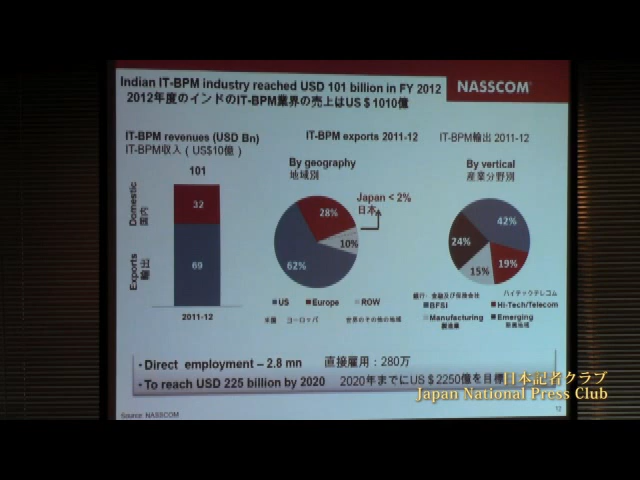 Indian IT-BPM industry reached USD 101 billion in FY 2012
2012年度のインドのIT-BPM業界の売上はUS＄1010億
NASSCOM®
IT-BPM revenues (USD Bn)
IT-BPM収入（US$10億）
IT-BPM exports 2011-12
IT-BPM輸出 2011-12
By geography
地域別
By vertical
産業分野別
101
Domestic
国内
32
Exports
輸出
69
2011-12
Japan < 2%
日本
28%
10%
62%
US
Europe
ROW
米国
ヨーロッパ
世界のその他の地域
42%
24%
19%
15%
銀行、金融及び保険会社
ハイテックテレコム
BFSI
Hi-Tech/Telecom
Manufacturing
Emerging
製造業
新興地域
• Direct employment – 2.8 mn 直接雇用：280万
• To reach USD 225 billion by 2020 2020年までにUS＄2250億を目標
日本記者クラブ
Japan National Press Club
Source: NASSCOM
12